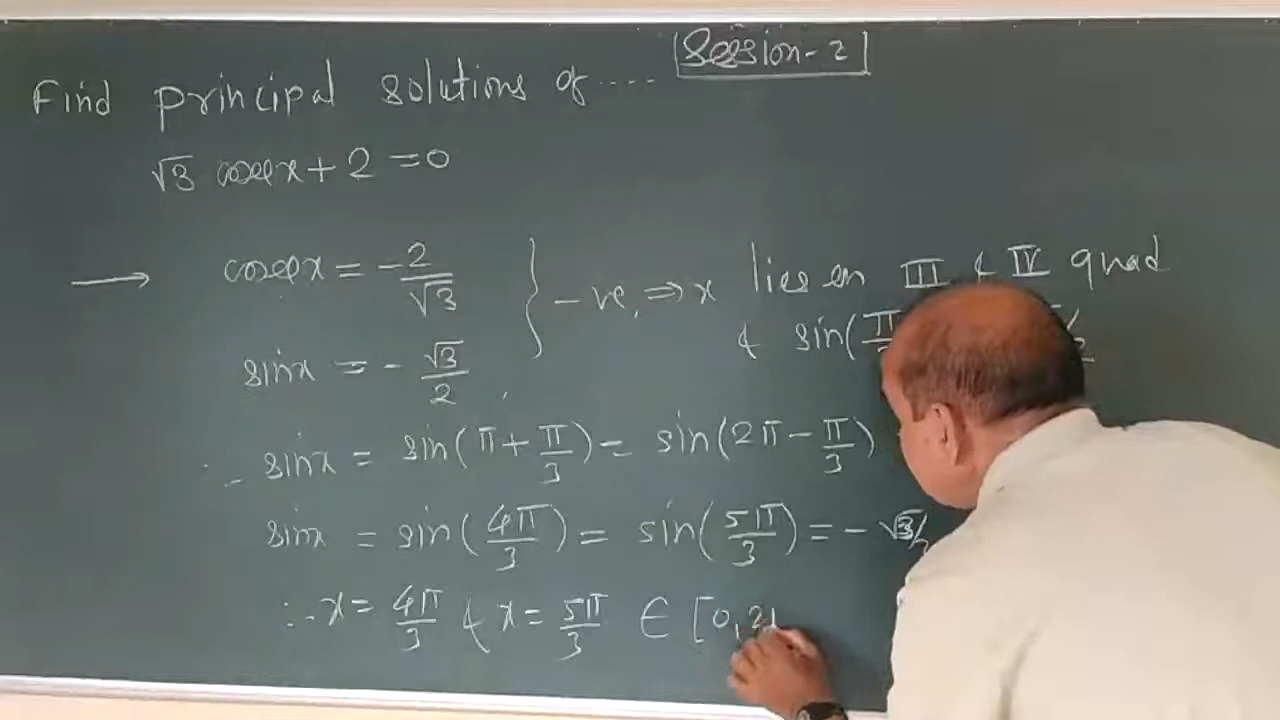 Session-2
Find principal solutions of ....
√3 cosec x + 2 = 0
→ cosec x = -2/√3 } -ve, ⇒ x lies en III & IV quad
& sin(π
sin x = - √3/2
∴ sin x = sin(π + π/3) = sin(2π - π/3)
sin x = sin(4π/3) = sin(5π/3) = - √3/2
∴ x = 4π/3 & x = 5π/3 ∈ [0, 2